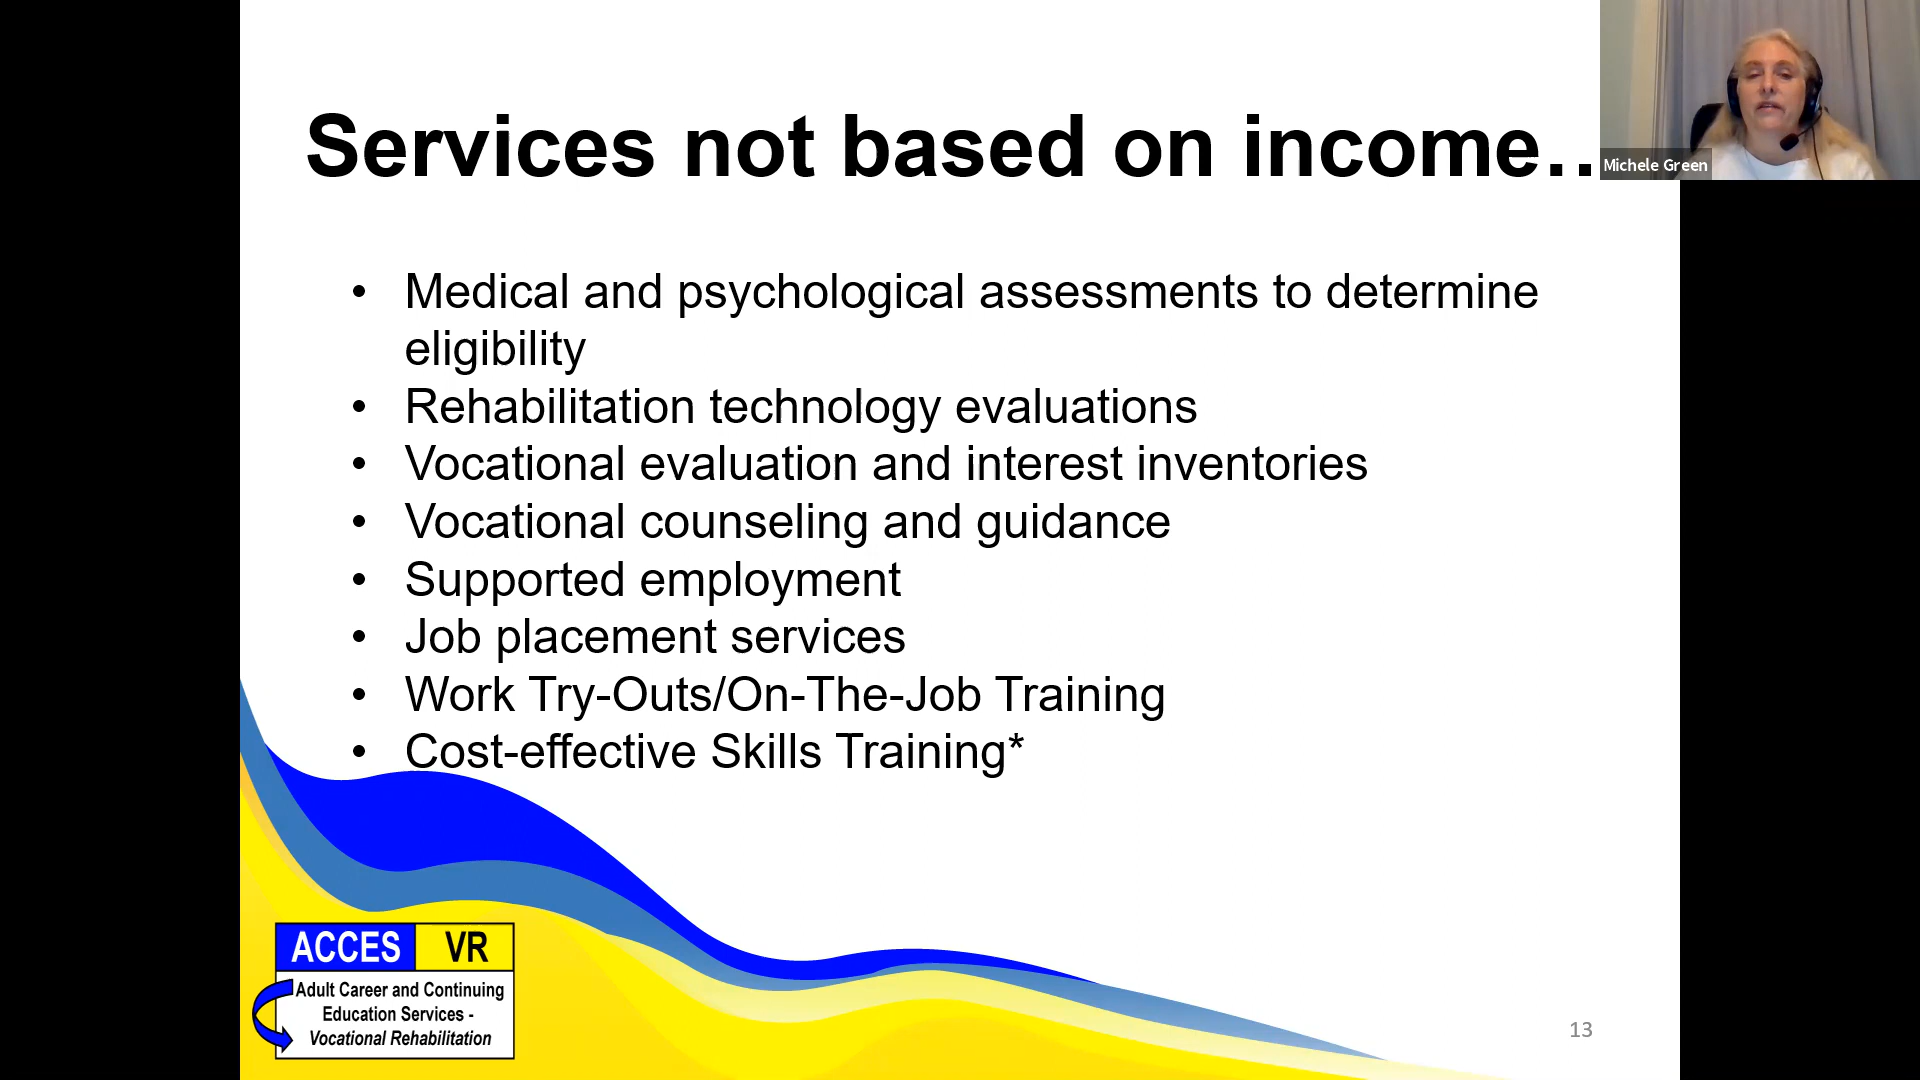 Services not based on income..
Michele Green
• Medical and psychological assessments to determine
eligibility
• Rehabilitation technology evaluations
• Vocational evaluation and interest inventories
• Vocational counseling and guidance
• Supported employment
• Job placement services
• Work Try-Outs/On-The-Job Training
• Cost-effective Skills Training*
ACCES VR
Adult Career and Continuing
Education Services -
Vocational Rehabilitation
13